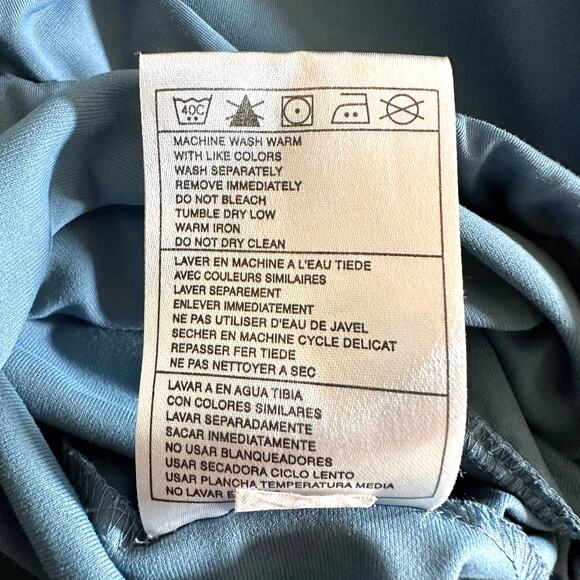 40C
MACHINE WASH WARM
WITH LIKE COLORS
WASH SEPARATELY
REMOVE IMMEDIATELY
DO NOT BLEACH
TUMBLE DRY LOW
WARM IRON
DO NOT DRY CLEAN
LAVER EN MACHINE A L'EAU TIEDE
AVEC COULEURS SIMILAIRES
LAVER SEPAREMENT
ENLEVER IMMEDIATEMENT
NE PAS UTILISER D'EAU DE JAVEL
SECHER EN MACHINE CYCLE DELICAT
REPASSER FER TIEDE
NE PAS NETTOYER A SEC
LAVAR A EN AGUA TIBIA
CON COLORES SIMILARES
LAVAR SEPARADAMENTE
SACAR INMEDIATAMENTE
NO USAR BLANQUEADORES
USAR SECADORA CICLO LENTO
USAR PLANCHA TEMPERATURA MEDIA
NO LAVAR